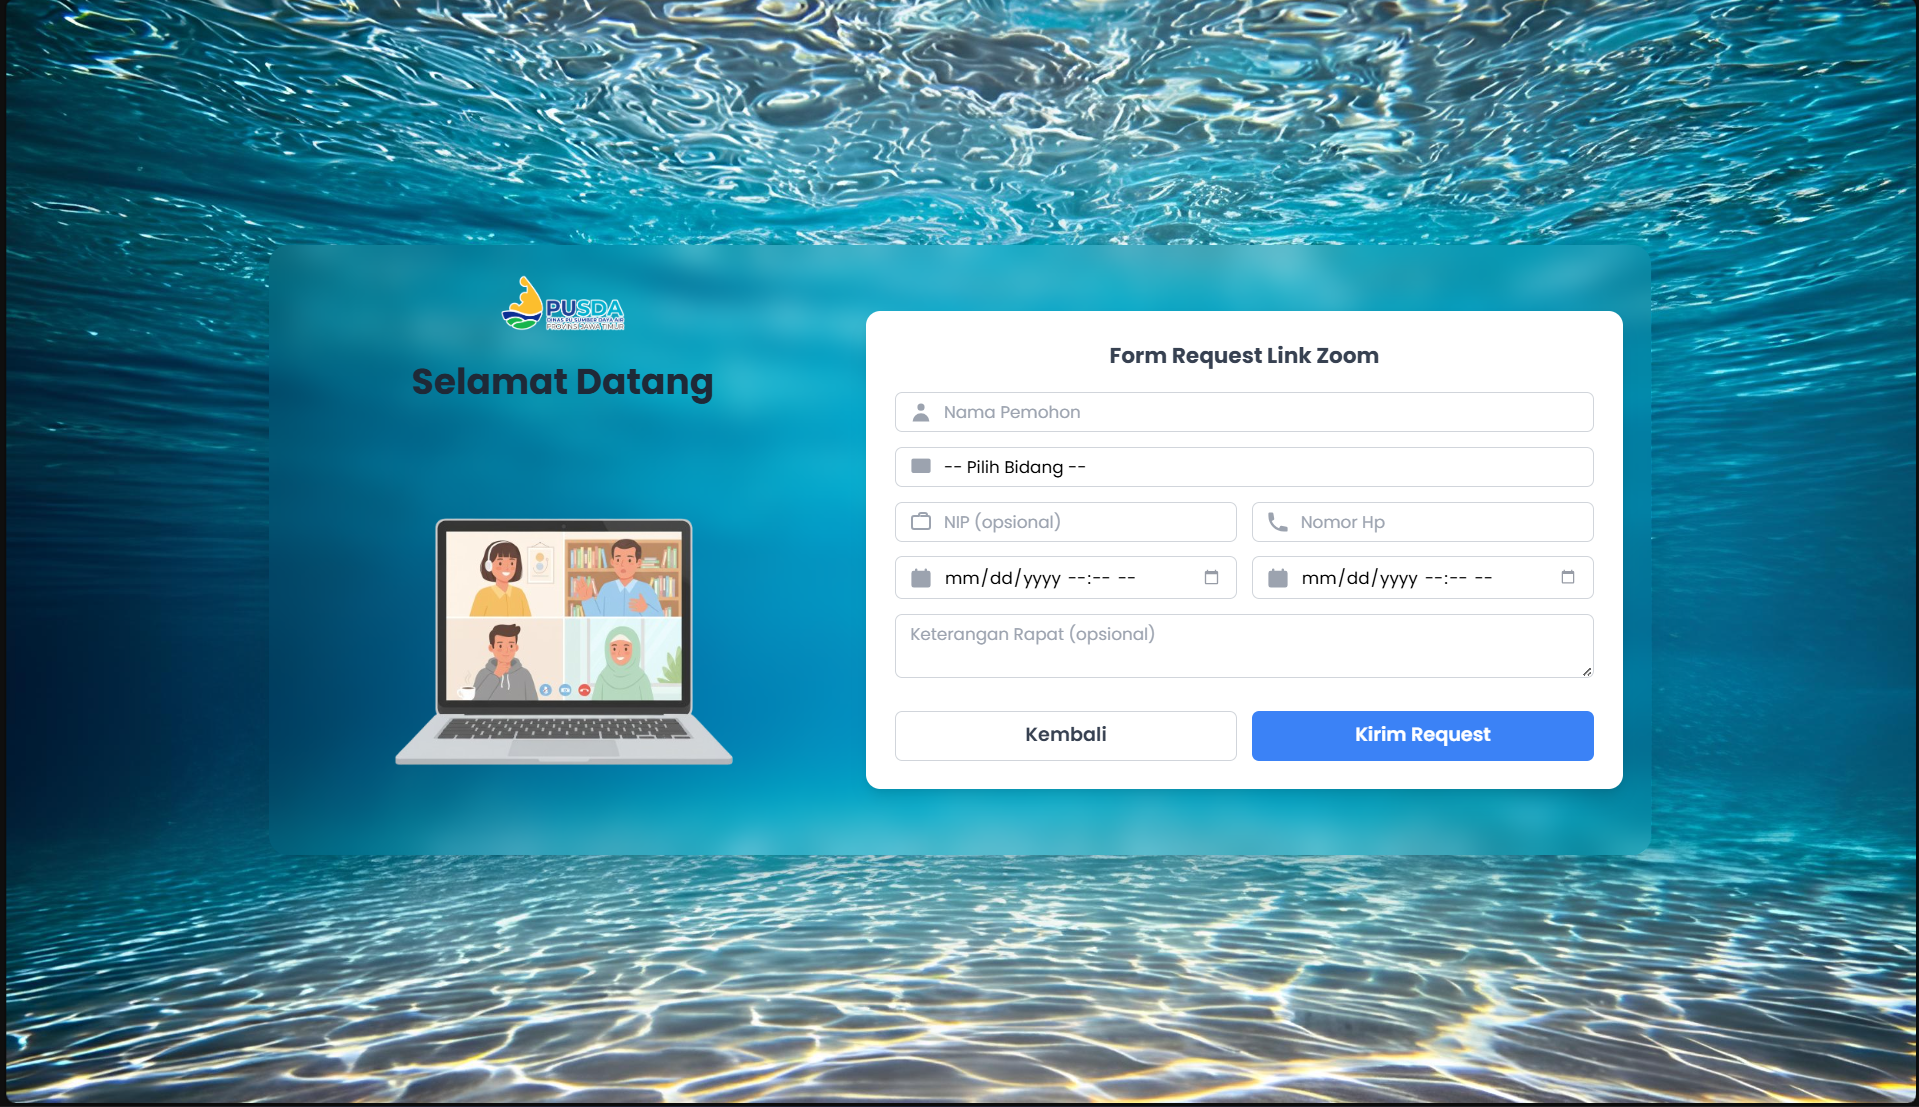 PUSDA
DINAS PU SUMBER DAYA AIR
PROVINSI JAWA TIMUR
Selamat Datang
Form Request Link Zoom
Nama Pemohon
-- Pilih Bidang --
NIP (opsional)
Nomor Hp
mm/dd/yyyy --:-- --
mm/dd/yyyy --:-- --
Keterangan Rapat (opsional)
Kembali
Kirim Request